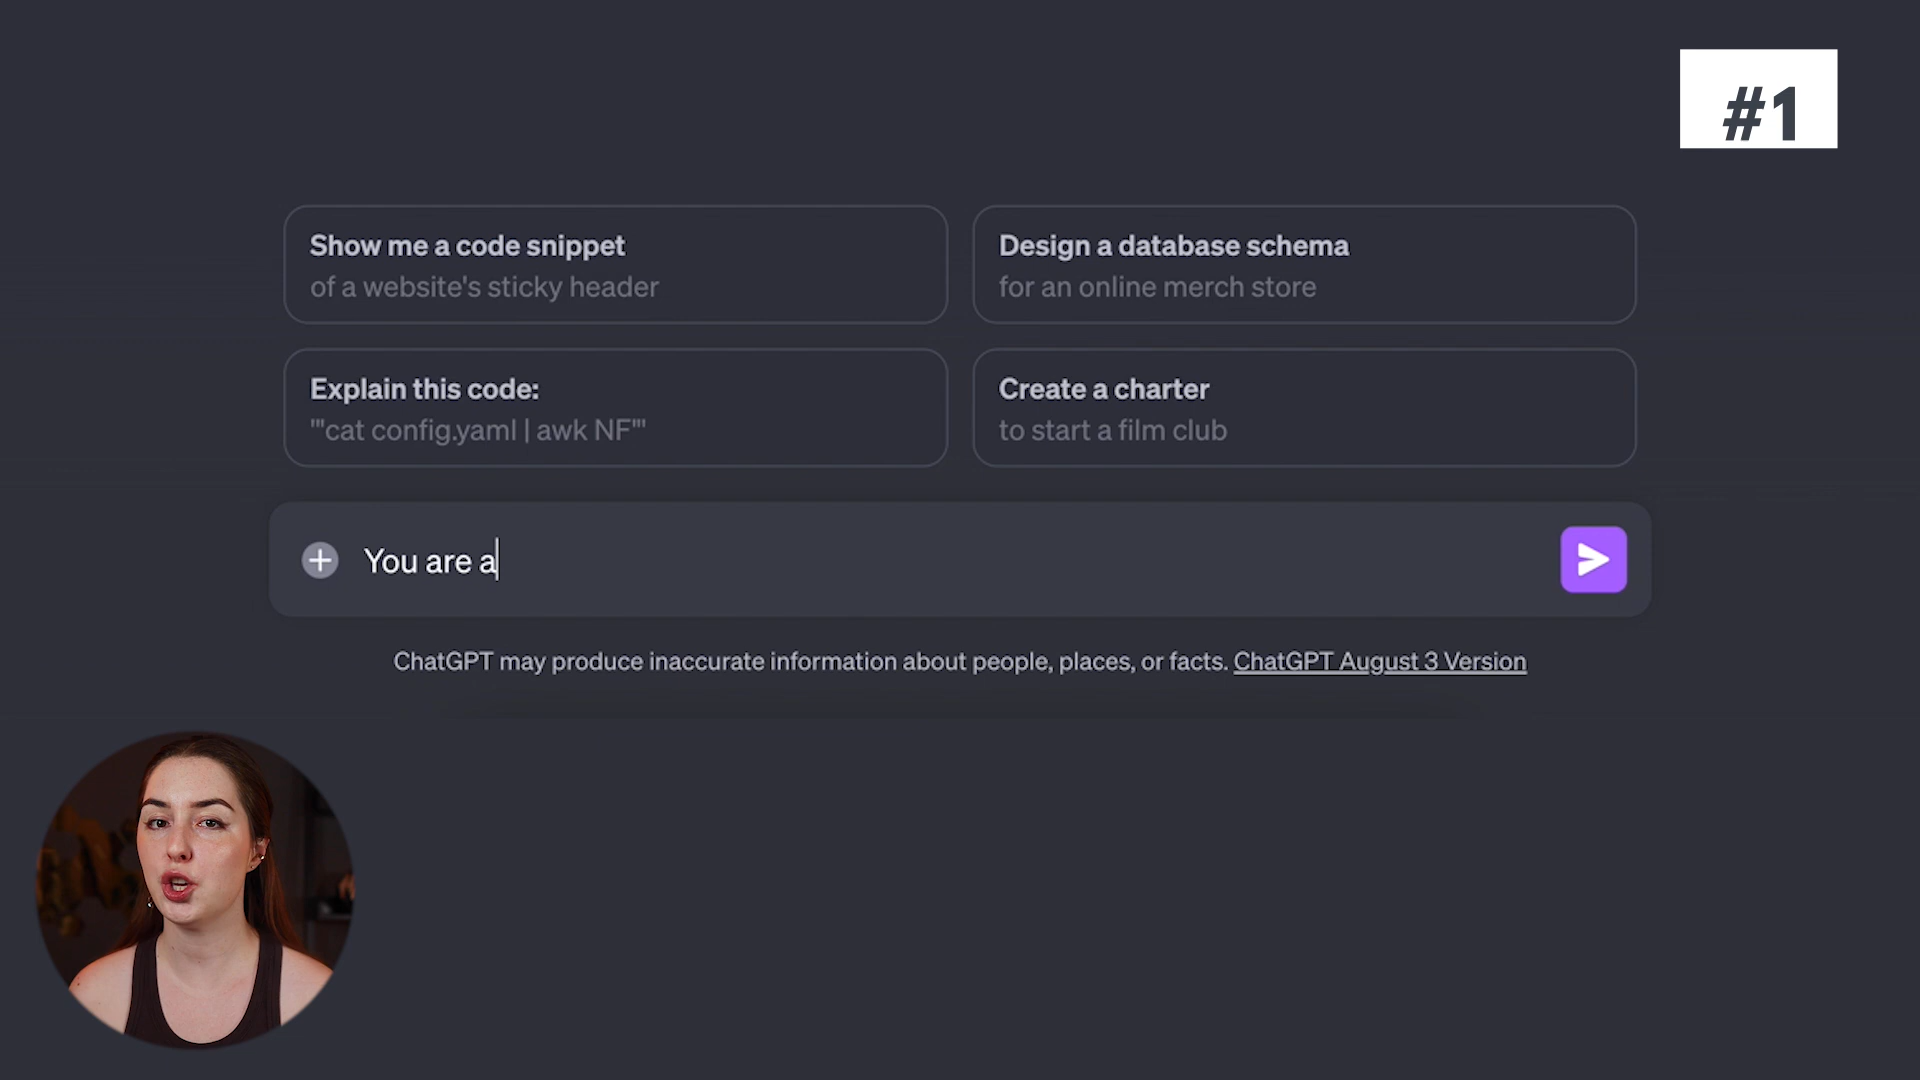 #1
Show me a code snippet
of a website's sticky header
Design a database schema
for an online merch store
Explain this code:
"'cat config.yaml | awk NF'"
Create a charter
to start a film club
You are a
ChatGPT may produce inaccurate information about people, places, or facts. ChatGPT August 3 Version